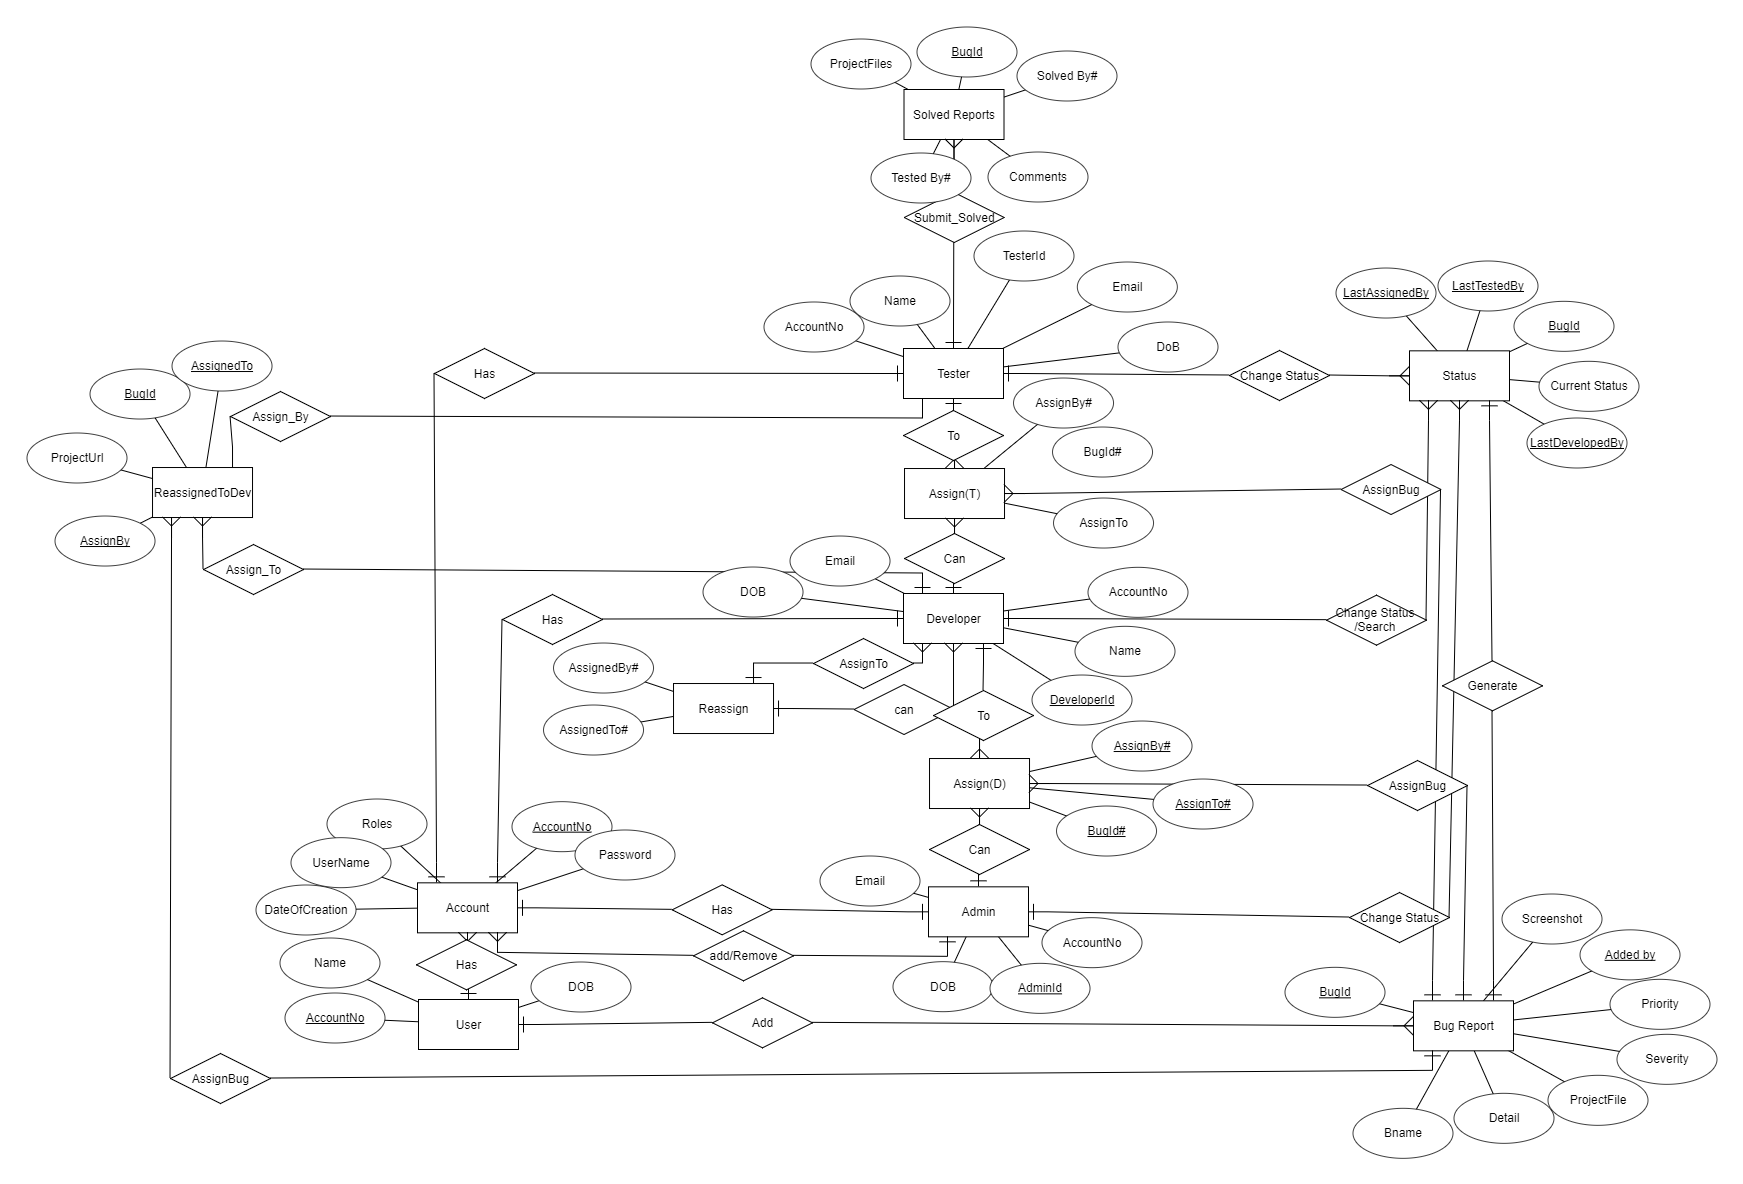 BugId
ProjectFiles
Solved By#
Solved Reports
Tested By#
Comments
Submit_Solved
TesterId
Email
Name
AccountNo
DoB
LastAssignedBy
LastTestedBy
BugId
Current Status
LastDevelopedBy
Status
Change Status
Tester
Has
AssignedTo
BugId
Assign_By
ProjectUrl
ReassignedToDev
AssignBy
Assign_To
To
AssignBy#
BugId#
Assign(T)
AssignTo
AssignBug
Can
Email
DOB
AccountNo
Developer
Name
DeveloperId
Has
Change Status
/Search
AssignTo
AssignedBy#
Reassign
AssignedTo#
can
To
Generate
AssignBy#
Assign(D)
AssignTo#
BugId#
AssignBug
Can
Roles
AccountNo
UserName
Password
DateOfCreation
Account
Has
Email
Admin
AccountNo
DOB
AdminId
Change Status
add/Remove
Has
Name
DOB
AccountNo
User
Add
AssignBug
Screenshot
Added by
BugId
Priority
Bug Report
Severity
ProjectFile
Detail
Bname